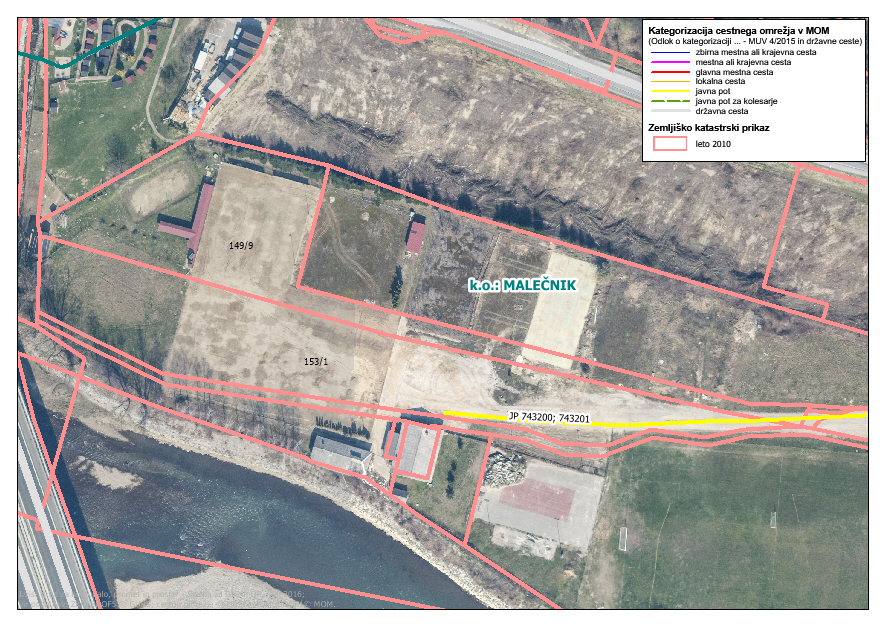 Kategorizacija cestnega omrežja v MOM
(Odlok o kategorizaciji ... - MUV 4/2015 in državne ceste)
zbirna mestna ali krajevna cesta
mestna ali krajevna cesta
glavna mestna cesta
lokalna cesta
javna pot
javna pot za kolesarje
državna cesta
Zemljiško katastrski prikaz
leto 2010
149/9
k.o.: MALEČNIK
153/1
JP 743200; 743201
2016;
© MOM.